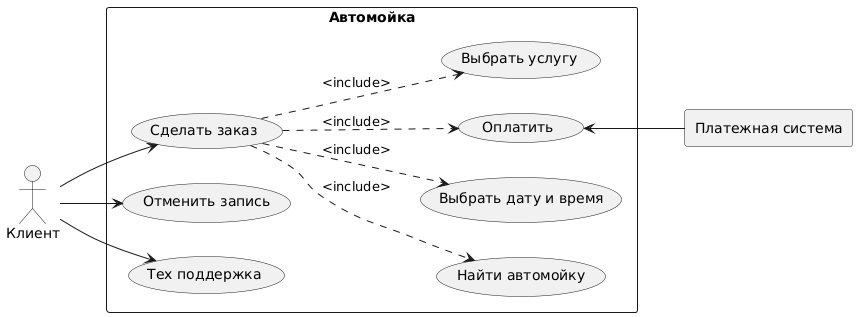 Автомойка
Выбрать услугу
<include>
Сделать заказ
<include>
Оплатить
Платежная система
<include>
<include>
Отменить запись
Выбрать дату и время
Клиент
Тех поддержка
Найти автомойку